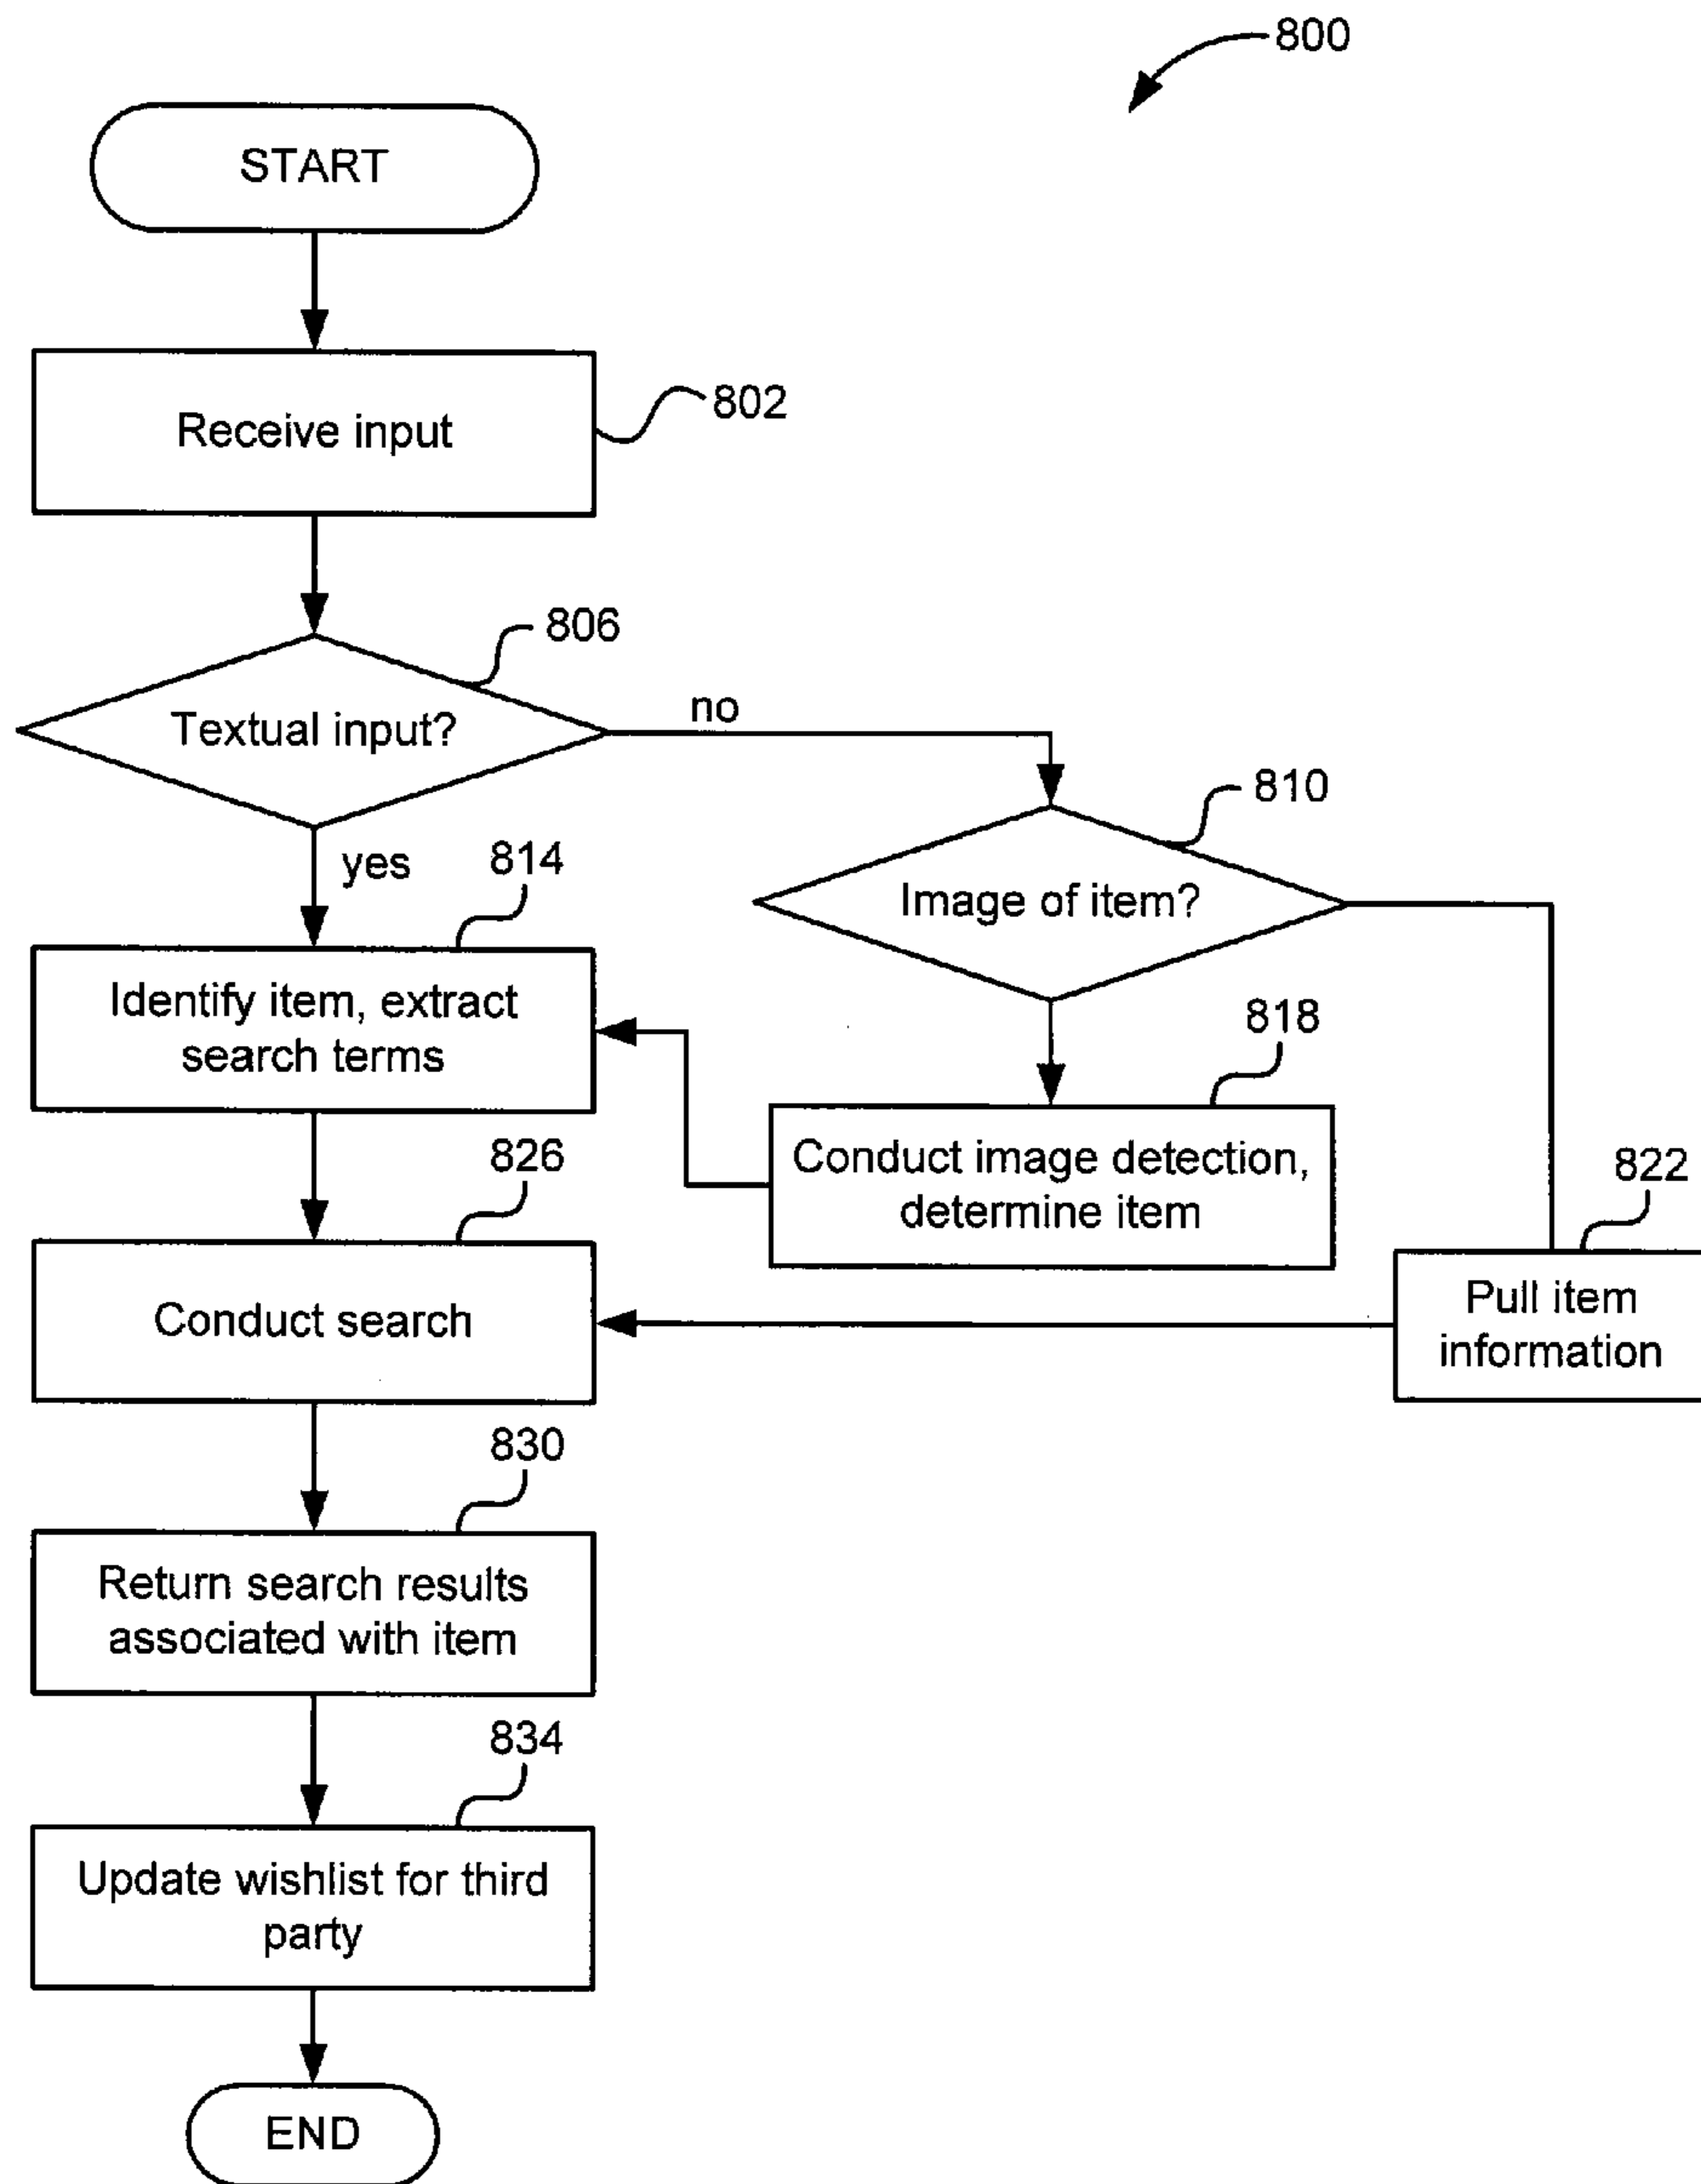 800
START
Receive input
802
806
Textual input?
no
810
yes
814
Image of item?
Identify item, extract
search terms
818
826
Conduct image detection,
determine item
822
Conduct search
Pull item
information
830
Return search results
associated with item
834
Update wishlist for third
party
END